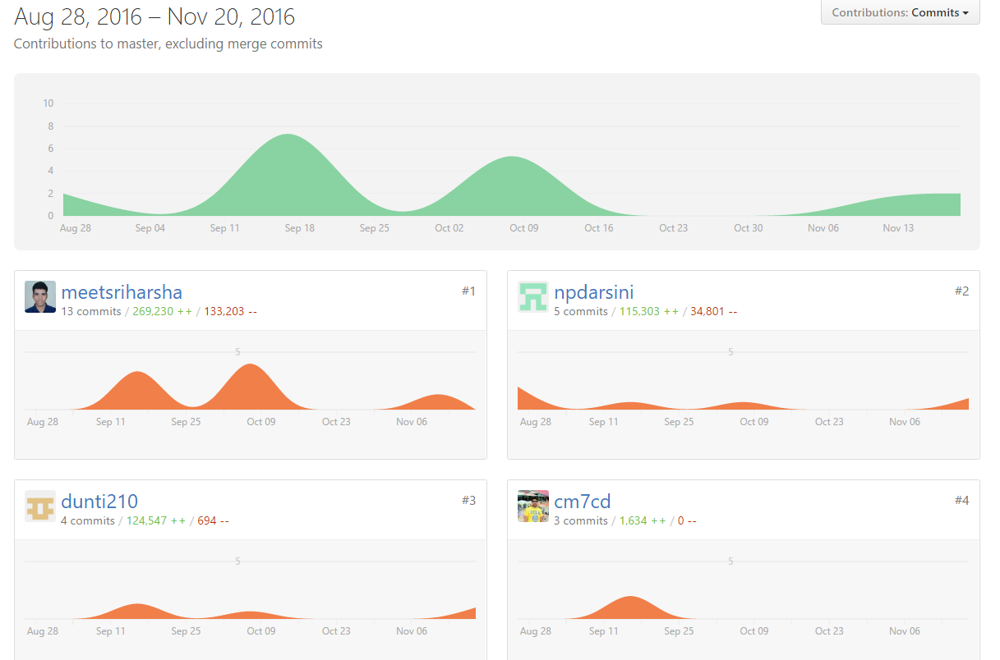 Aug 28, 2016 – Nov 20, 2016
Contributions: Commits
Contributions to master, excluding merge commits
10
8
6
4
2
0
Aug 28 Sep 04 Sep 11 Sep 18 Sep 25 Oct 02 Oct 09 Oct 16 Oct 23 Oct 30 Nov 06 Nov 13
meetsriharsha #1
13 commits / 269,230 ++ / 133,203 --
5
Aug 28 Sep 11 Sep 25 Oct 09 Oct 23 Nov 06
npdarsini #2
5 commits / 115,303 ++ / 34,801 --
5
Aug 28 Sep 11 Sep 25 Oct 09 Oct 23 Nov 06
dunti210 #3
4 commits / 124,547 ++ / 694 --
5
Aug 28 Sep 11 Sep 25 Oct 09 Oct 23 Nov 06
cm7cd #4
3 commits / 1,634 ++ / 0 --
5
Aug 28 Sep 11 Sep 25 Oct 09 Oct 23 Nov 06